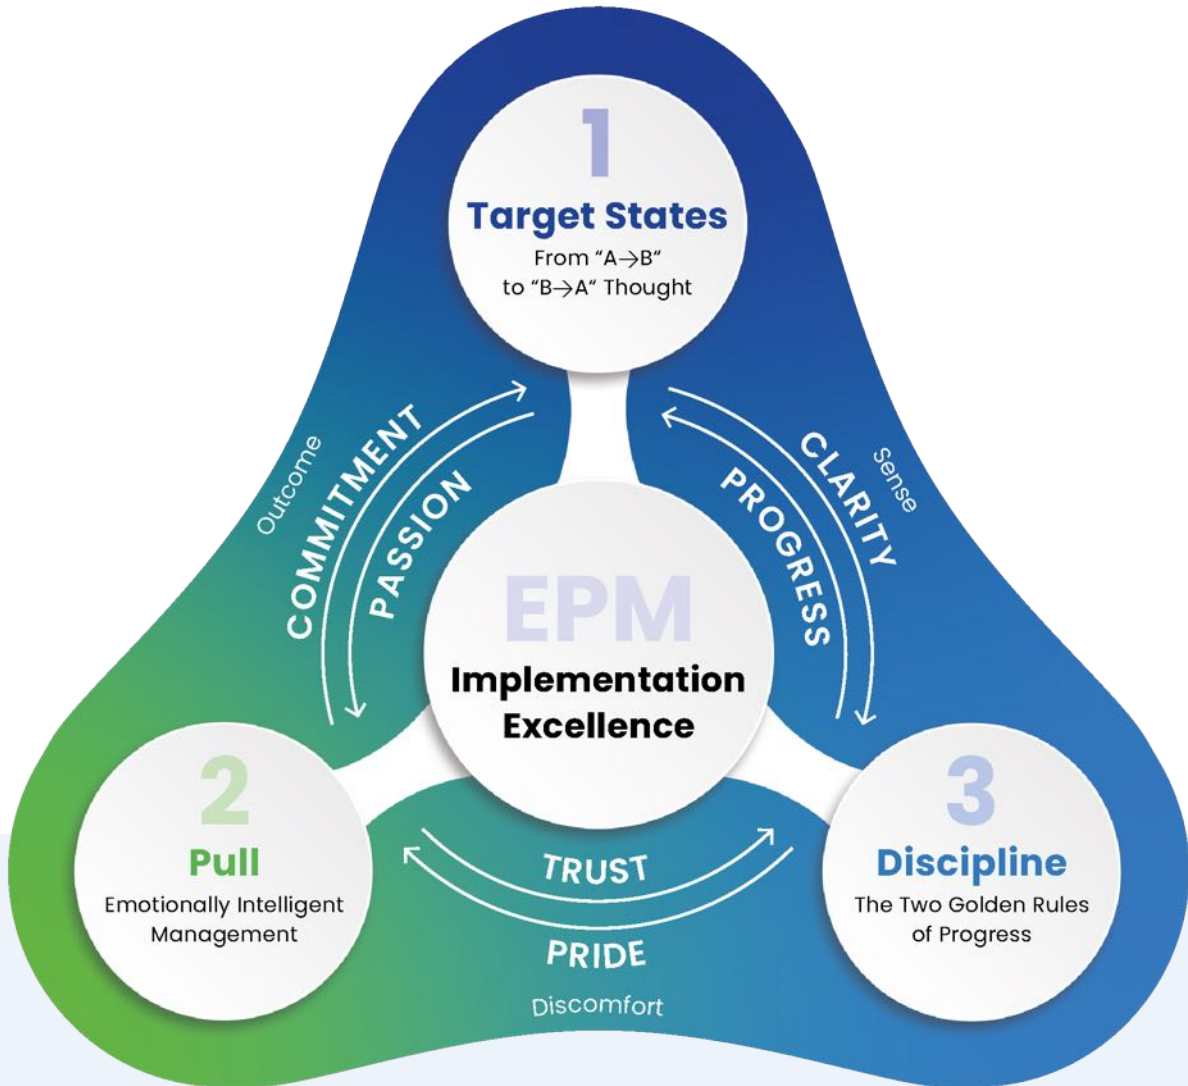 1
Target States
From “A→B“
to “B→A“ Thought
Outcome
COMMITMENT
PASSION
CLARITY
Sense
PROGRESS
EPM
Implementation
Excellence
2
Pull
Emotionally Intelligent
Management
3
Discipline
The Two Golden Rules
of Progress
TRUST
PRIDE
Discomfort